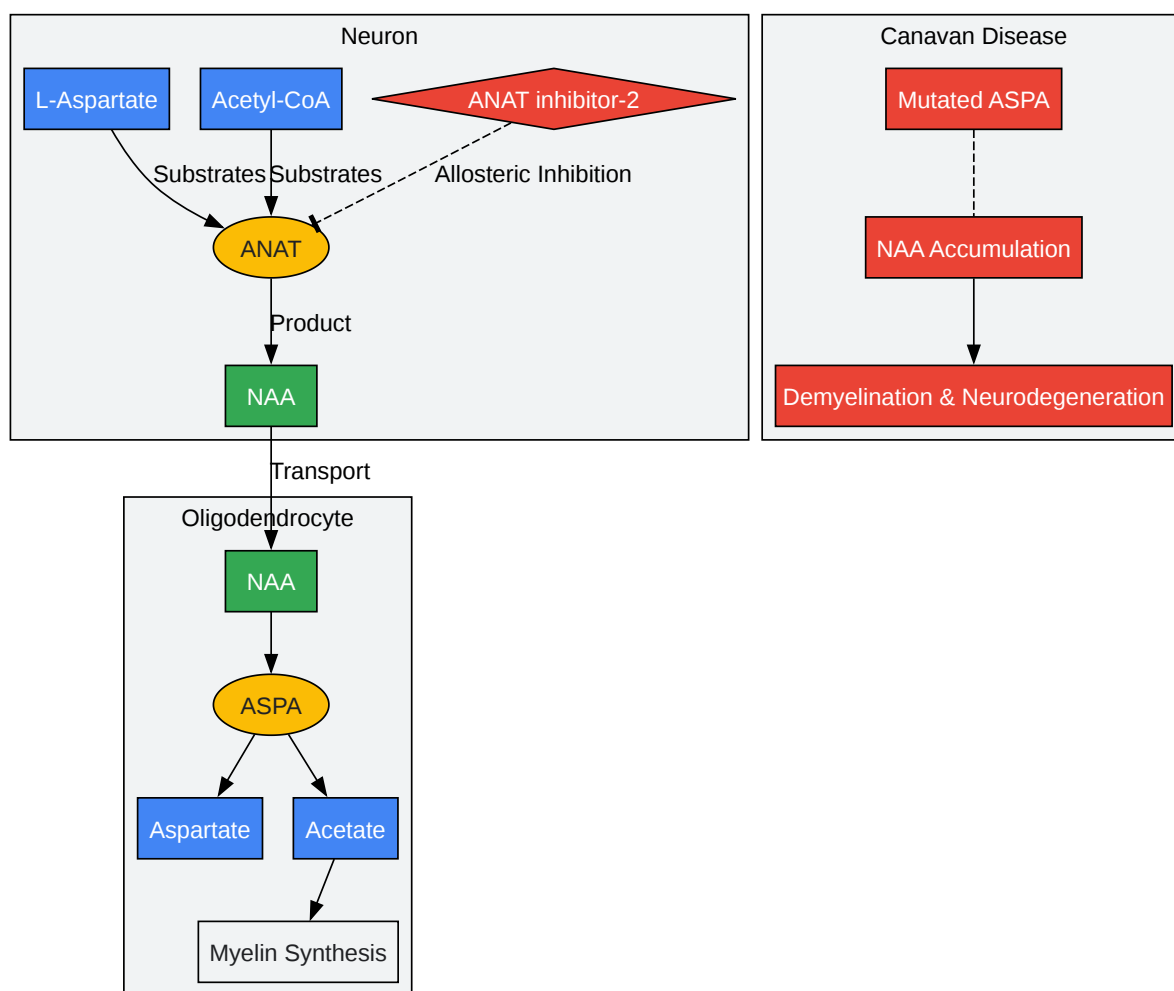 Neuron
L-Aspartate
Acetyl-CoA
ANAT inhibitor-2
Substrates
Substrates
Allosteric Inhibition
ANAT
Product
NAA
Transport
Oligodendrocyte
NAA
ASPA
Aspartate
Acetate
Myelin Synthesis
Canavan Disease
Mutated ASPA
NAA Accumulation
Demyelination & Neurodegeneration